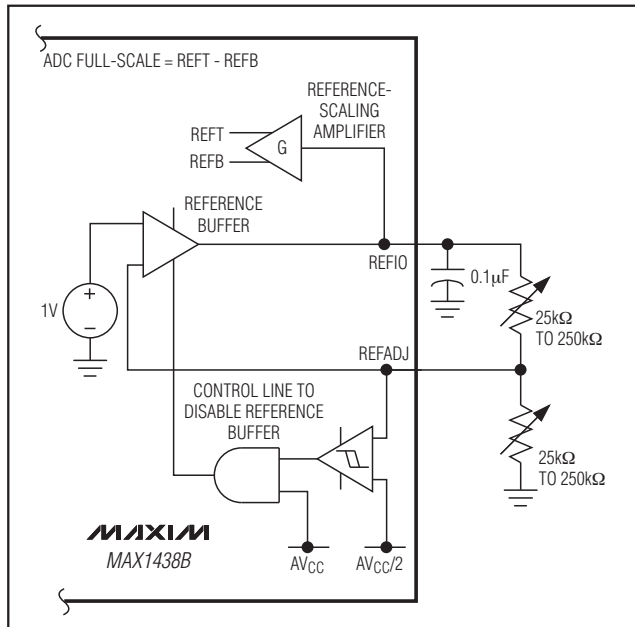 ADC FULL-SCALE = REFT - REFB
REFERENCE-
SCALING
AMPLIFIER
REFT
REFB
G
REFERENCE
BUFFER
REFIO
0.1µF
1V
+
−
25kΩ
TO 250kΩ
REFADJ
CONTROL LINE TO
DISABLE REFERENCE
BUFFER
25kΩ
TO 250kΩ
MAXIM
MAX1438B
AVCC
AVCC/2